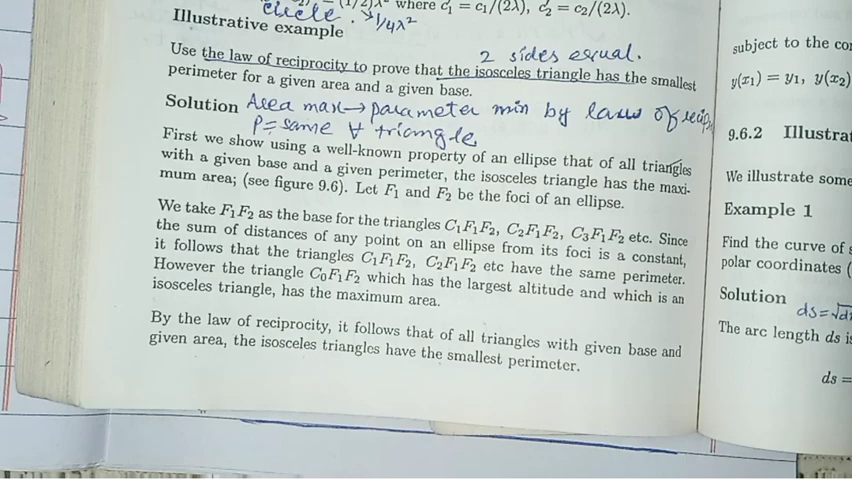 where c'₁ = c₁/(2λ), c'₂ = c₂/(2λ).
circle. → 1/4λ²
Illustrative example
2 sides equal.
Use the law of reciprocity to prove that the isosceles triangle has the smallest
perimeter for a given area and a given base.
Solution Area max → parameter min by laws of recip
P = same ∀ triangle
First we show using a well-known property of an ellipse that of all triangles
with a given base and a given perimeter, the isosceles triangle has the maxi-
mum area; (see figure 9.6). Let F₁ and F₂ be the foci of an ellipse.
We take F₁F₂ as the base for the triangles C₁F₁F₂, C₂F₁F₂, C₃F₁F₂ etc. Since
the sum of distances of any point on an ellipse from its foci is a constant,
it follows that the triangles C₁F₁F₂, C₂F₁F₂ etc have the same perimeter.
However the triangle C₀F₁F₂ which has the largest altitude and which is an
isosceles triangle, has the maximum area.
By the law of reciprocity, it follows that of all triangles with given base and
given area, the isosceles triangles have the smallest perimeter.
subject to the co
y(x₁) = y₁, y(x₂)
9.6.2 Illustra
We illustrate some
Example 1
Find the curve of
polar coordinates (
Solution
ds = √d
The arc length ds i
ds =